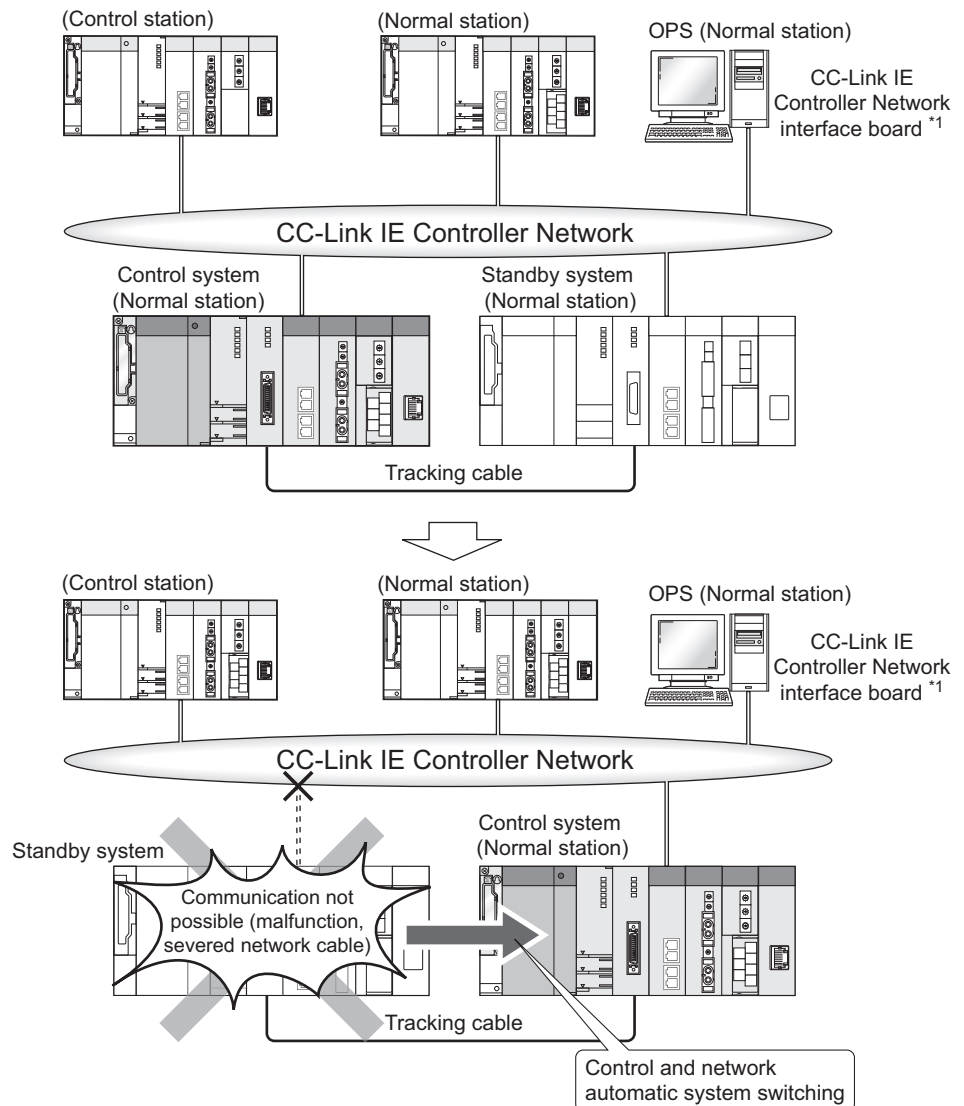 (Control station)
(Normal station)
OPS (Normal station)
CC-Link IE
Controller Network
interface board *1
CC-Link IE Controller Network
Control system
(Normal station)
Standby system
(Normal station)
Tracking cable
(Control station)
(Normal station)
OPS (Normal station)
CC-Link IE
Controller Network
interface board *1
CC-Link IE Controller Network
Standby system
Control system
(Normal station)
Communication not
possible (malfunction,
severed network cable)
Tracking cable
Control and network
automatic system switching